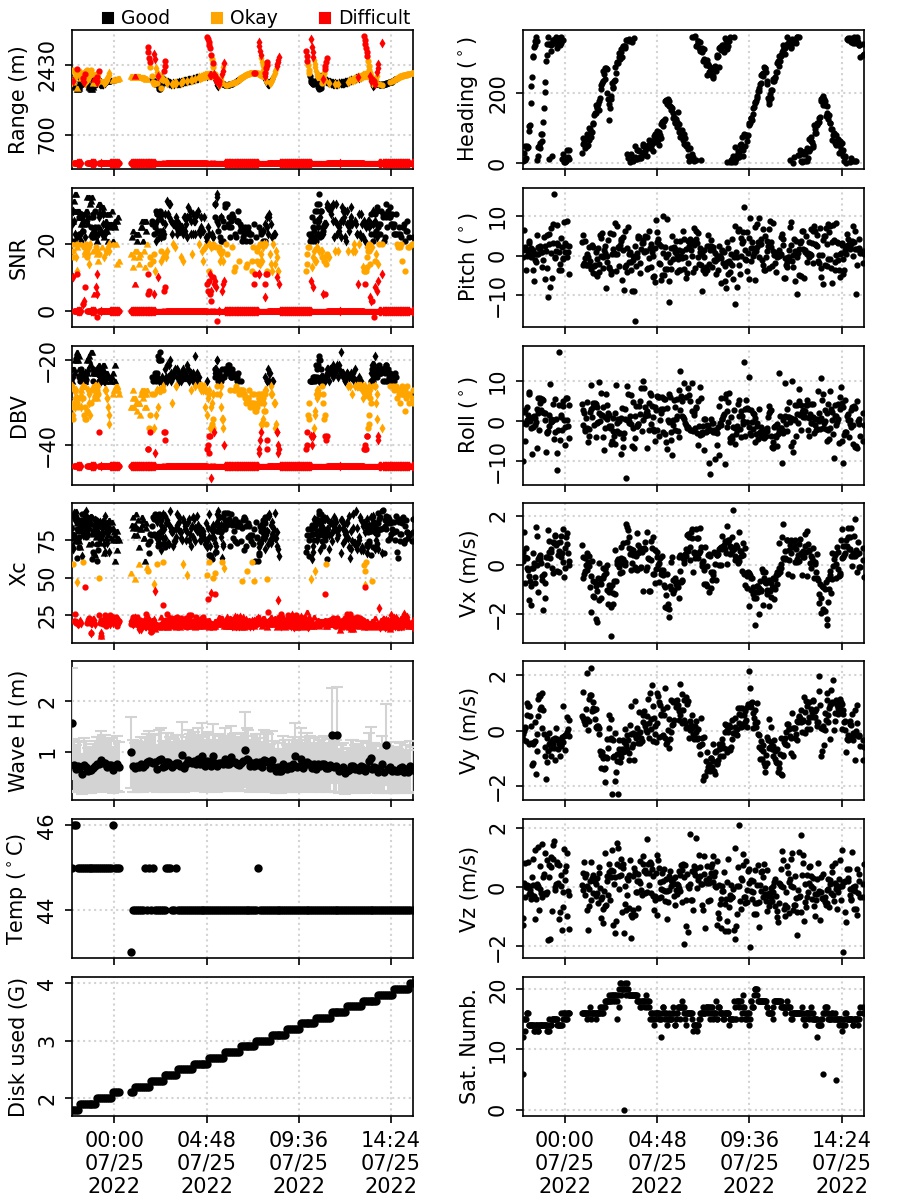 Good Okay Difficult
Range (m)
2430
700
Heading (°)
200
0
SNR
20
0
Pitch (°)
10
0
−10
DBV
−20
−40
Roll (°)
10
0
−10
Xc
75
50
25
Vx (m/s)
2
0
−2
Wave H (m)
2
1
Vy (m/s)
2
0
−2
Temp (°C)
46
44
Vz (m/s)
2
0
−2
Disk used (G)
4
3
2
Sat. Numb.
20
10
0
00:00 04:48 09:36 14:24
07/25 07/25 07/25 07/25
2022 2022 2022 2022
00:00 04:48 09:36 14:24
07/25 07/25 07/25 07/25
2022 2022 2022 2022